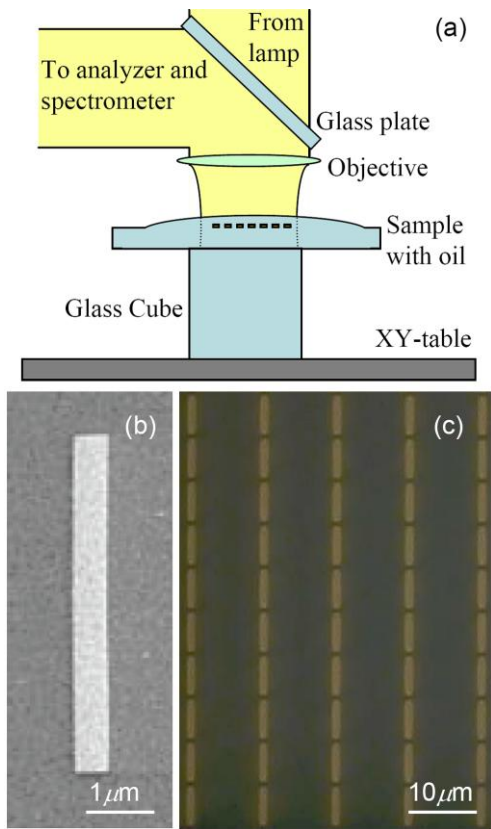 From
lamp
(a)
To analyzer and
spectrometer
Glass plate
Objective
Sample
with oil
Glass Cube
XY-table
(b)
1μm
(c)
10μm